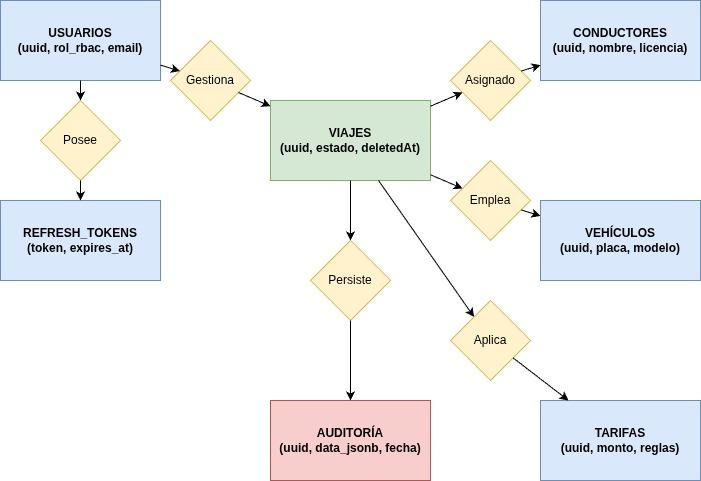 USUARIOS
(uuid, rol_rbac, email)
CONDUCTORES
(uuid, nombre, licencia)
Gestiona
Asignado
VIAJES
(uuid, estado, deletedAt)
Posee
Emplea
REFRESH_TOKENS
(token, expires_at)
VEHÍCULOS
(uuid, placa, modelo)
Persiste
Aplica
AUDITORÍA
(uuid, data_jsonb, fecha)
TARIFAS
(uuid, monto, reglas)